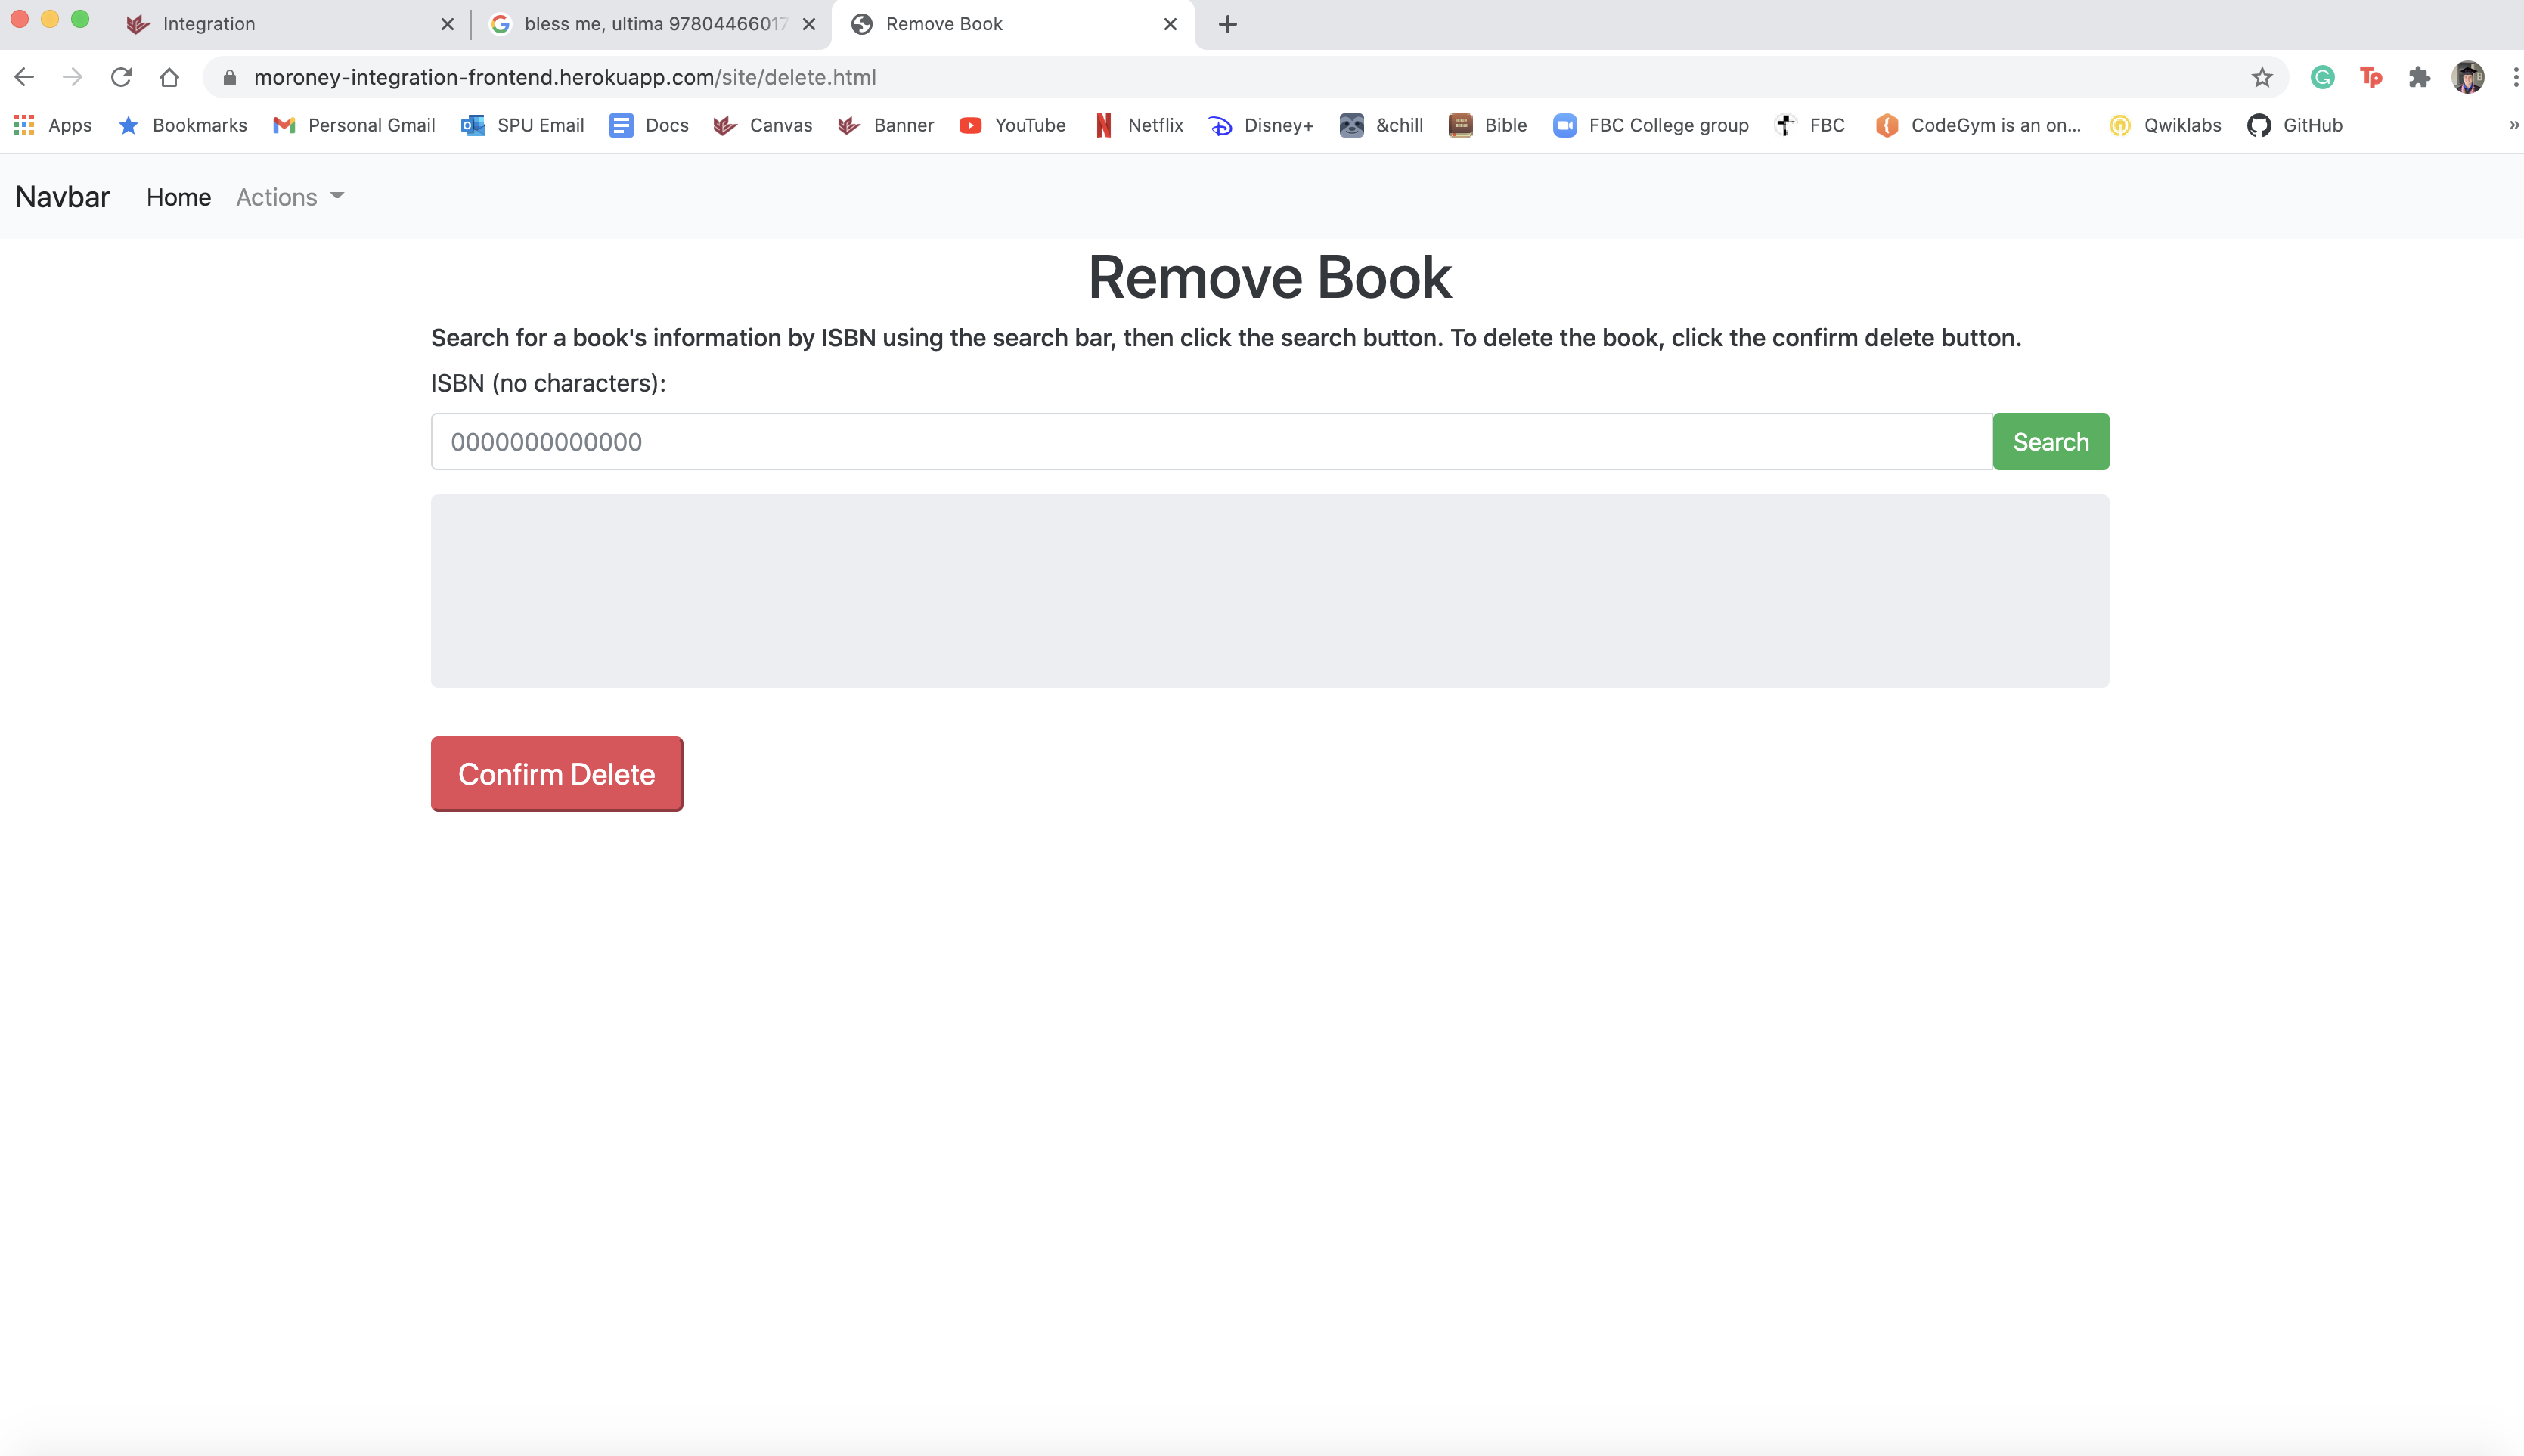 Integration
bless me, ultima 97804466017
Remove Book
moroney-integration-frontend.herokuapp.com/site/delete.html
Apps Bookmarks Personal Gmail SPU Email Docs Canvas Banner YouTube Netflix Disney+ &chill Bible FBC College group FBC CodeGym is an on... Qwiklabs GitHub »
Navbar Home Actions
Remove Book
Search for a book's information by ISBN using the search bar, then click the search button. To delete the book, click the confirm delete button.
ISBN (no characters):
0000000000000 Search
Confirm Delete